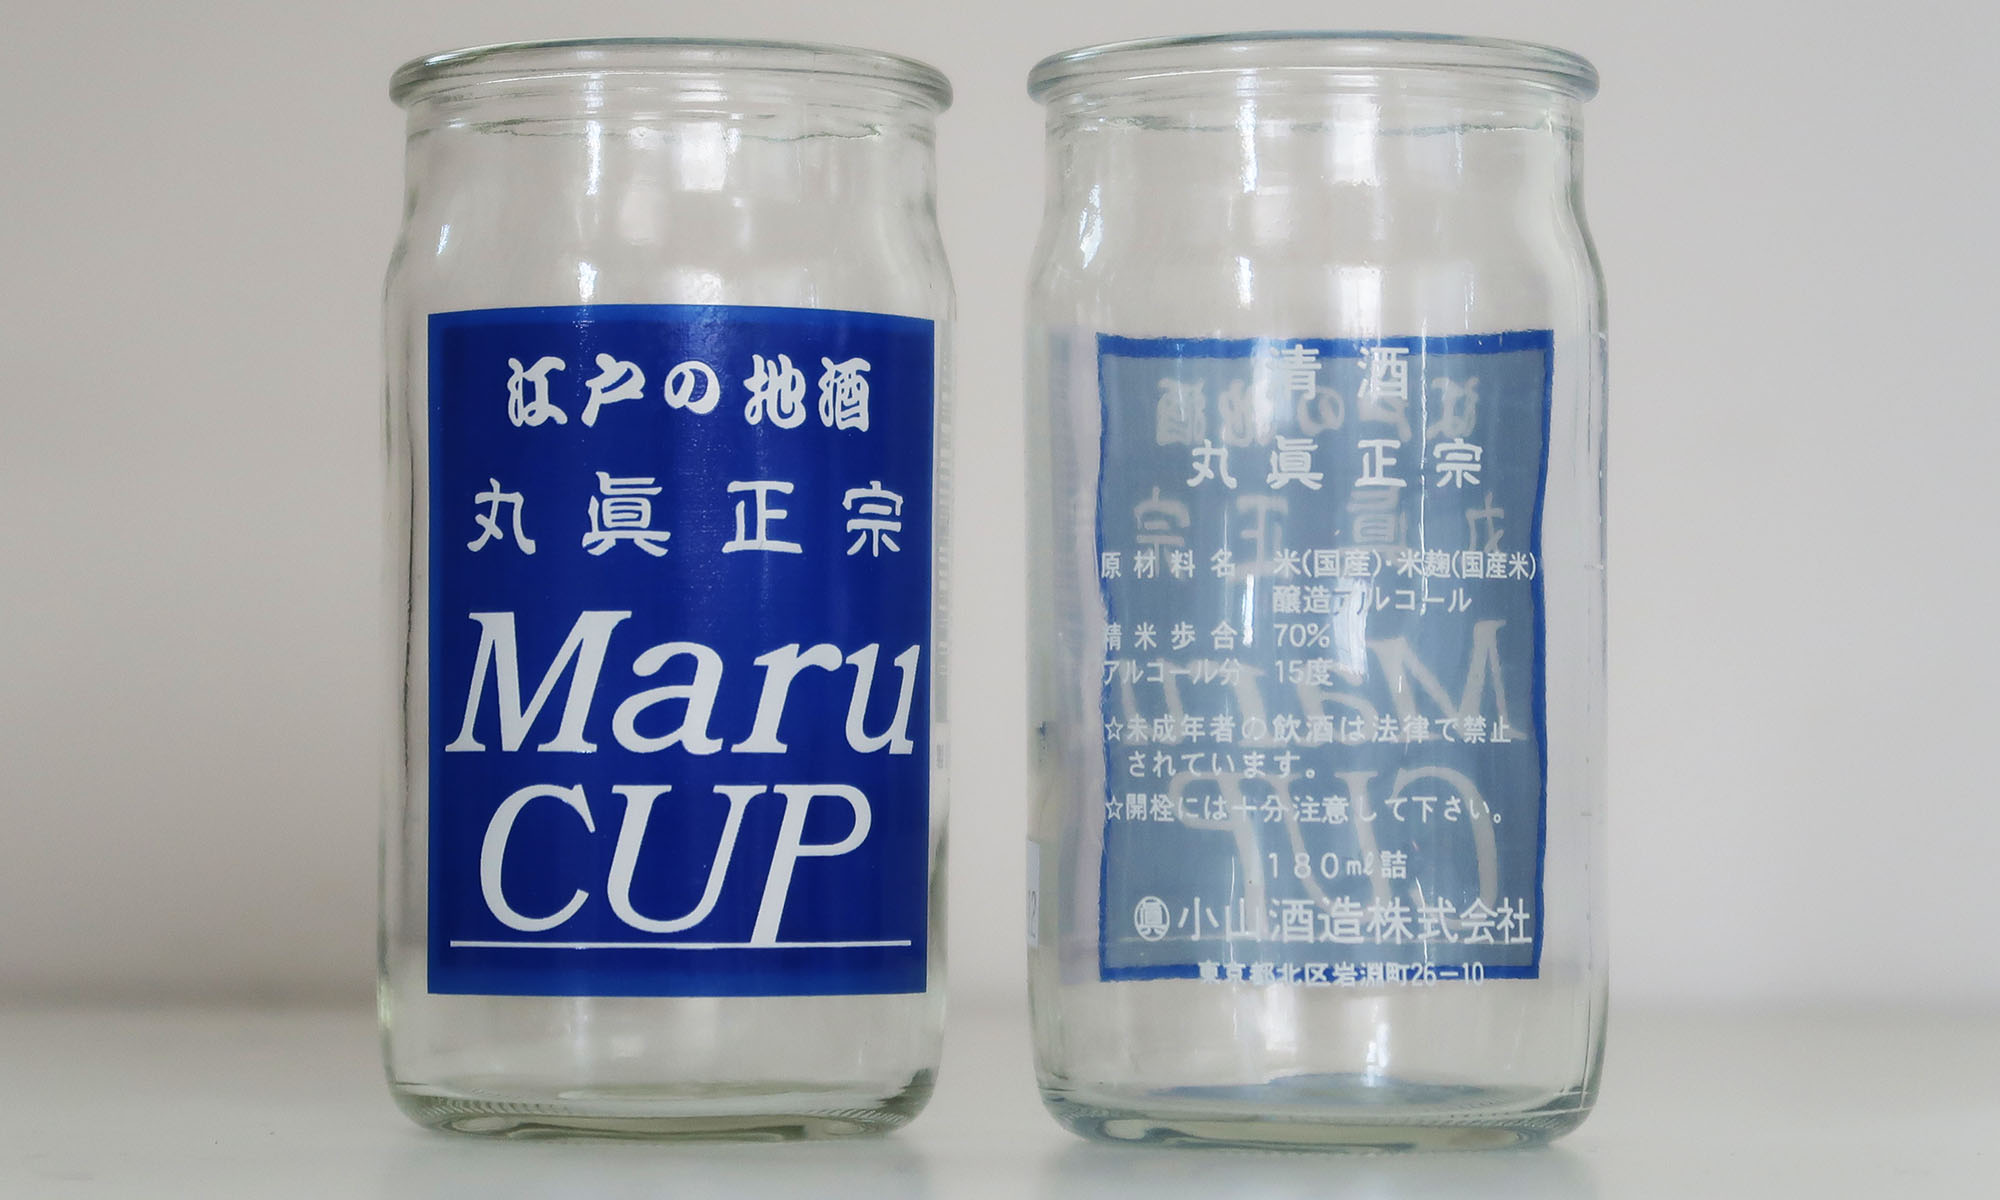 江戸の地酒
丸眞正宗
Maru
CUP
清酒
丸眞正宗
原材料名 米(国産)・米麹(国産米)
醸造アルコール
精米歩合 70%
アルコール分 15度
☆未成年者の飲酒は法律で禁止
されています。
☆開栓には十分注意して下さい。
180ml詰
眞 小山酒造株式会社
東京都北区岩淵町26-10